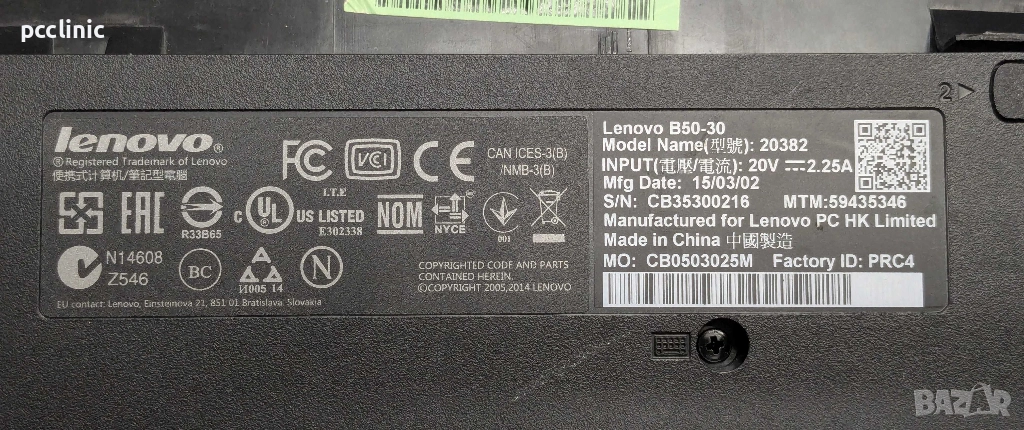 pcclinic
2
lenovo®
® Registered Trademark of Lenovo
便携式计算机/筆記型電腦
FC
VCI
CE
CAN ICES-3(B)
/NMB-3(B)
EAC
R33B65
C UL US LISTED
I.T.E
E302338
NOM
NYCE
001
N14608
Z546
BC
И005 14
N
COPYRIGHTED CODE AND PARTS
CONTAINED HEREIN.
©COPYRIGHT 2005,2014 LENOVO
EU contact: Lenovo, Einsteinova 21, 851 01 Bratislava. Slovakia
Lenovo B50-30
Model Name(型號): 20382
INPUT(電壓/電流): 20V ⎓2.25A
Mfg Date: 15/03/02
S/N: CB35300216 MTM:59435346
Manufactured for Lenovo PC HK Limited
Made in China 中國製造
MO: CB0503025M Factory ID: PRC4
BAZAR